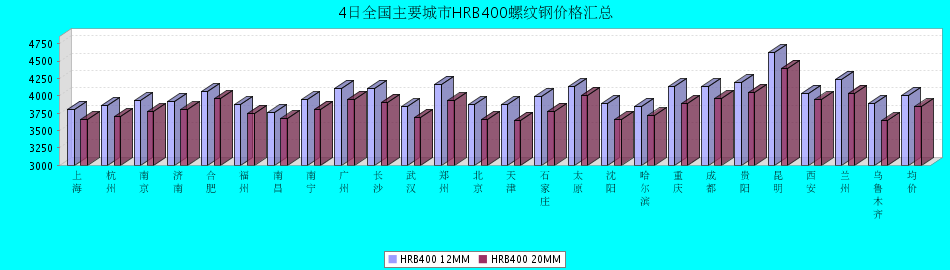 4日全国主要城市HRB400螺纹钢价格汇总
4750
4500
4250
4000
3750
3500
3250
3000
上海
杭州
南京
济南
合肥
福州
南昌
南宁
广州
长沙
武汉
郑州
北京
天津
石家庄
太原
沈阳
哈尔滨
重庆
成都
贵阳
昆明
西安
兰州
乌鲁木齐
均价
HRB400 12MM HRB400 20MM